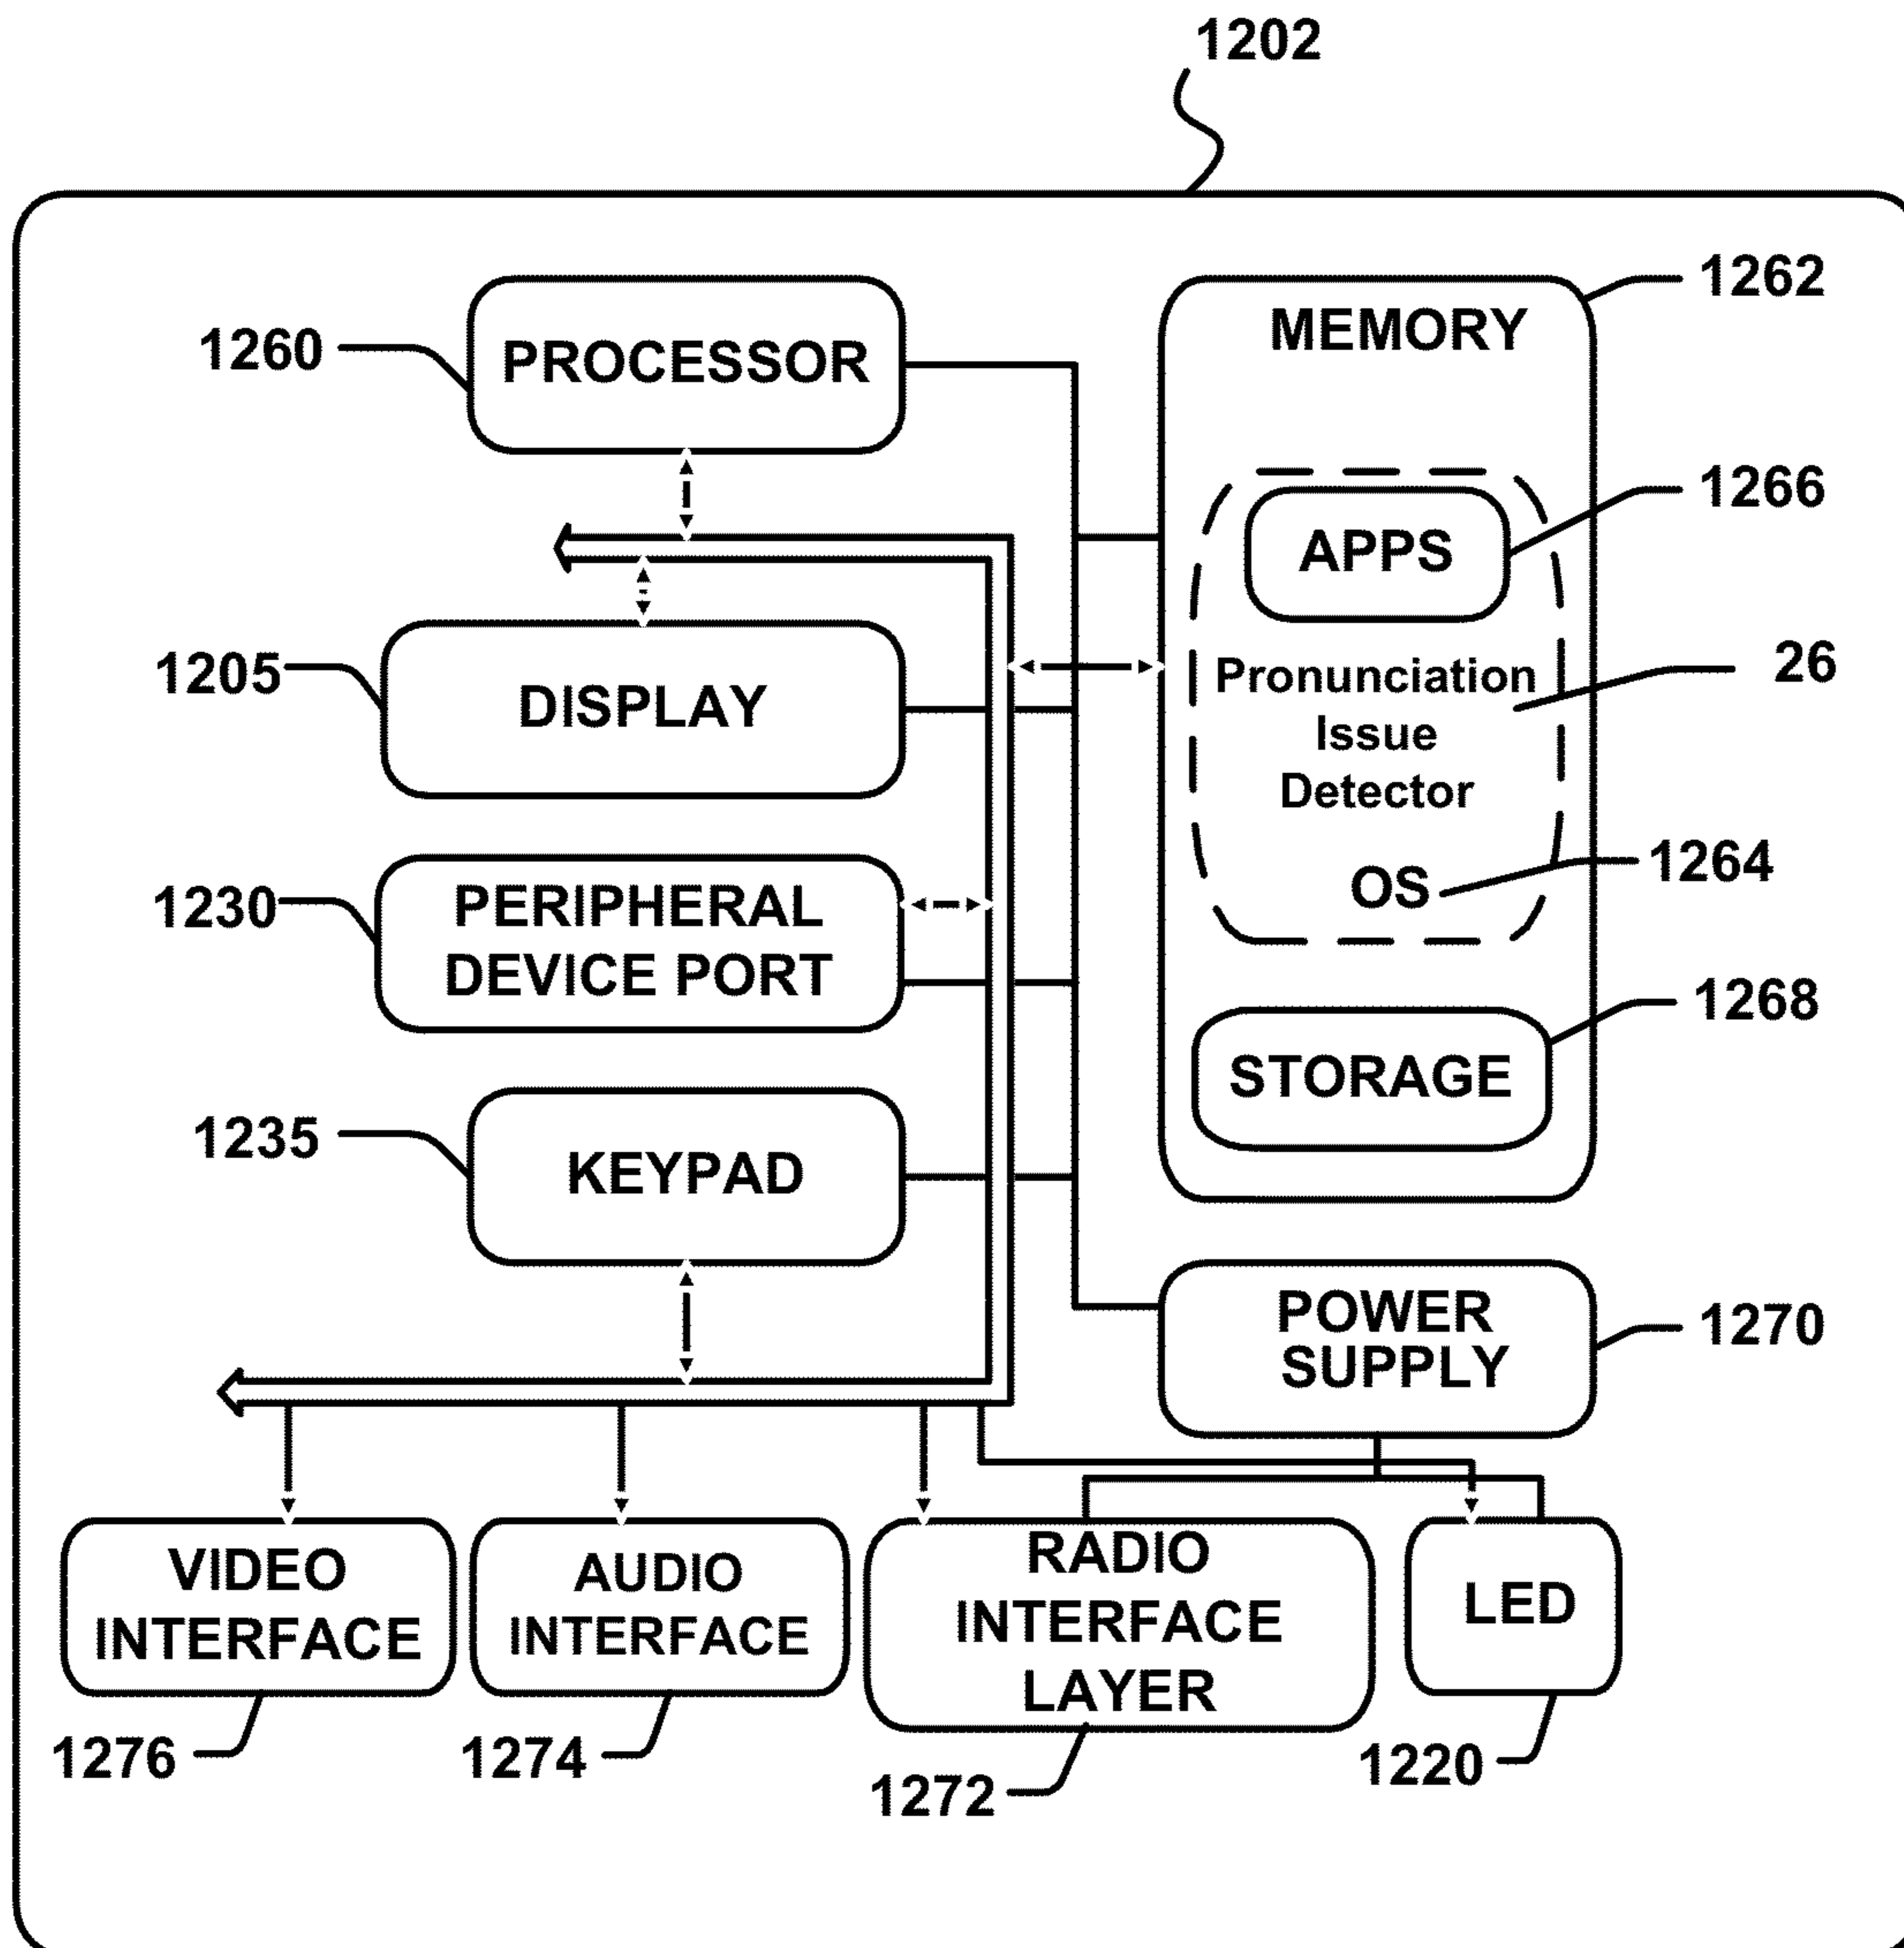 1202
1262
MEMORY
1260
PROCESSOR
1266
APPS
1205
DISPLAY
Pronunciation
Issue
Detector
26
1230
PERIPHERAL
DEVICE PORT
OS
1264
1268
STORAGE
1235
KEYPAD
POWER
SUPPLY
1270
VIDEO
INTERFACE
AUDIO
INTERFACE
RADIO
INTERFACE
LAYER
LED
1276
1274
1272
1220